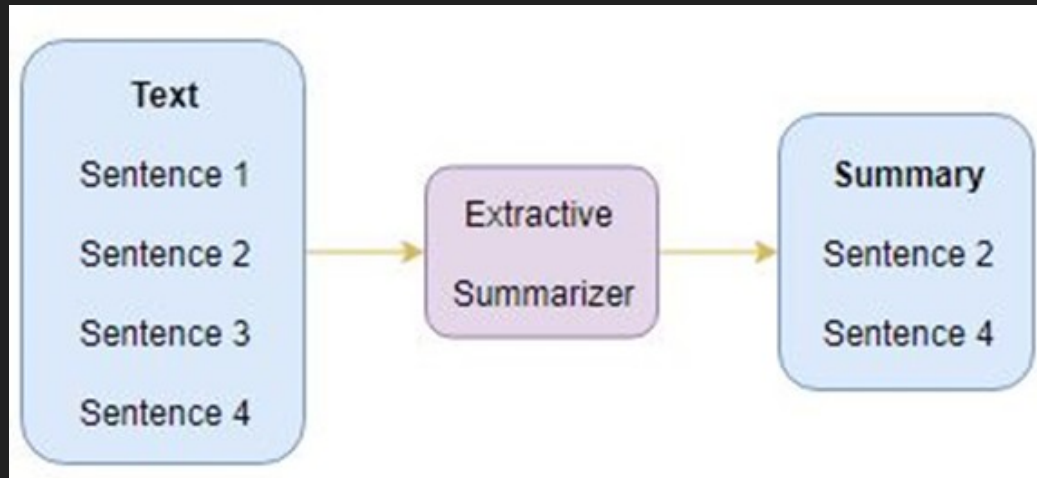 Text
Sentence 1
Sentence 2
Sentence 3
Sentence 4
Extractive
Summarizer
Summary
Sentence 2
Sentence 4